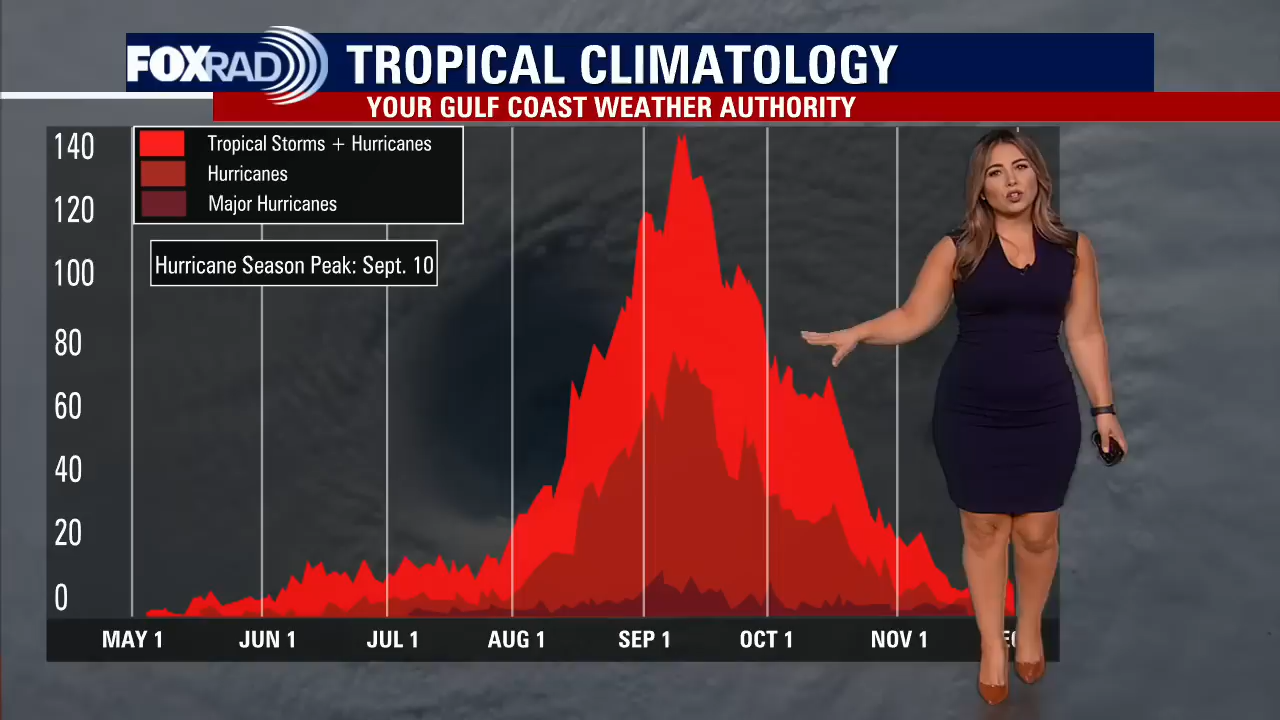 FOXRAD
TROPICAL CLIMATOLOGY
YOUR GULF COAST WEATHER AUTHORITY
Tropical Storms + Hurricanes
Hurricanes
Major Hurricanes
Hurricane Season Peak: Sept. 10
140
120
100
80
60
40
20
0
MAY 1 JUN 1 JUL 1 AUG 1 SEP 1 OCT 1 NOV 1